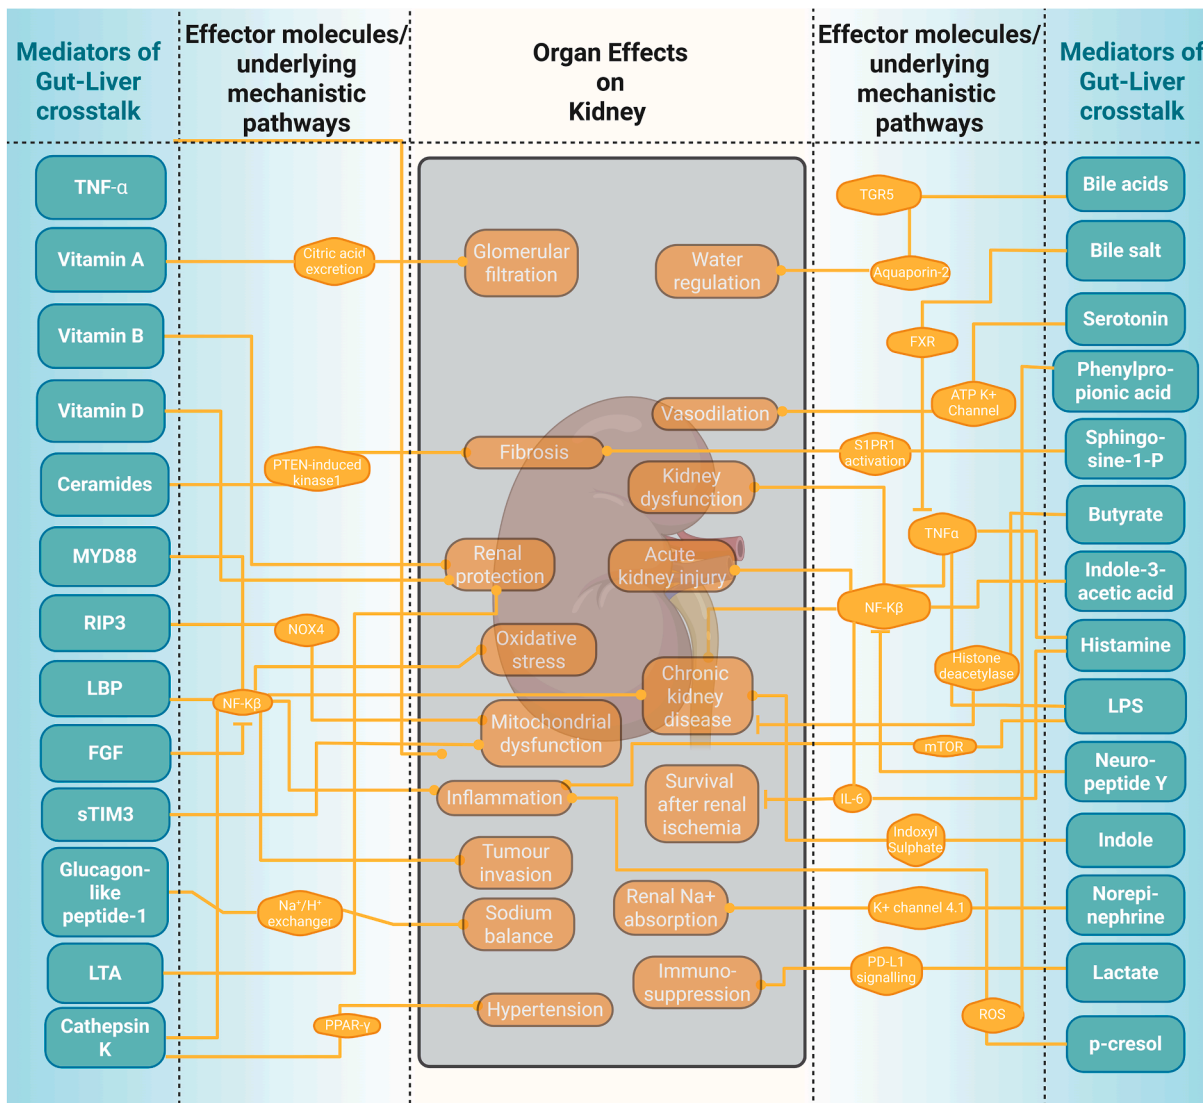 Mediators of
Gut-Liver
crosstalk
Effector molecules/
underlying
mechanistic
pathways
Organ Effects
on
Kidney
Effector molecules/
underlying
mechanistic
pathways
Mediators of
Gut-Liver
crosstalk
TNF-α
Vitamin A
Vitamin B
Vitamin D
Ceramides
MYD88
RIP3
LBP
FGF
sTIM3
Glucagon-
like
peptide-1
LTA
Cathepsin
K
Citric acid
excretion
PTEN-induced
kinase1
NOX4
NF-Kβ
Na⁺/H⁺
exchanger
PPAR-γ
Glomerular
filtration
Water
regulation
Vasodilation
Fibrosis
Kidney
dysfunction
Renal
protection
Acute
kidney injury
Oxidative
stress
Chronic
kidney
disease
Mitochondrial
dysfunction
Inflammation
Survival
after renal
ischemia
Tumour
invasion
Renal Na+
absorption
Sodium
balance
Immuno-
suppression
Hypertension
TGR5
Aquaporin-2
FXR
ATP K+
Channel
S1PR1
activation
TNFα
NF-Kβ
Histone
deacetylase
mTOR
IL-6
Indoxyl
Sulphate
K+ channel 4.1
PD-L1
signalling
ROS
Bile acids
Bile salt
Serotonin
Phenylpro-
pionic acid
Sphingo-
sine-1-P
Butyrate
Indole-3-
acetic acid
Histamine
LPS
Neuro-
peptide Y
Indole
Norepi-
nephrine
Lactate
p-cresol